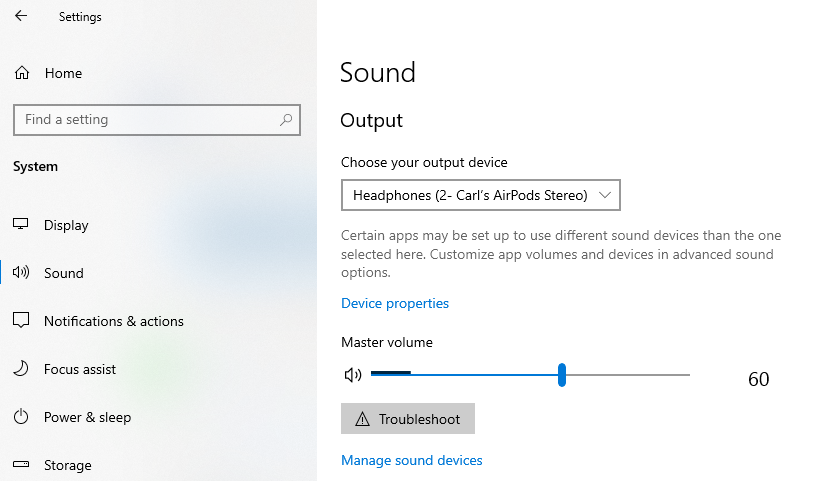 Settings
Home
Find a setting
System
Display
Sound
Notifications & actions
Focus assist
Power & sleep
Storage
Sound
Output
Choose your output device
Headphones (2- Carl's AirPods Stereo)
Certain apps may be set up to use different sound devices than the one
selected here. Customize app volumes and devices in advanced sound
options.
Device properties
Master volume
60
Troubleshoot
Manage sound devices